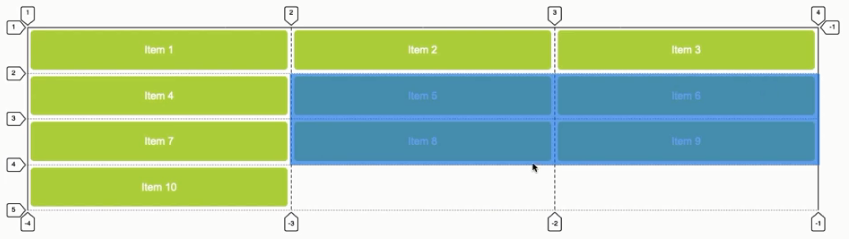 1 2 3 4
1 -1
Item 1 Item 2 Item 3
2
Item 4 Item 5 Item 6
3
Item 7 Item 8 Item 9
4
Item 10
5
-4 -3 -2 -1